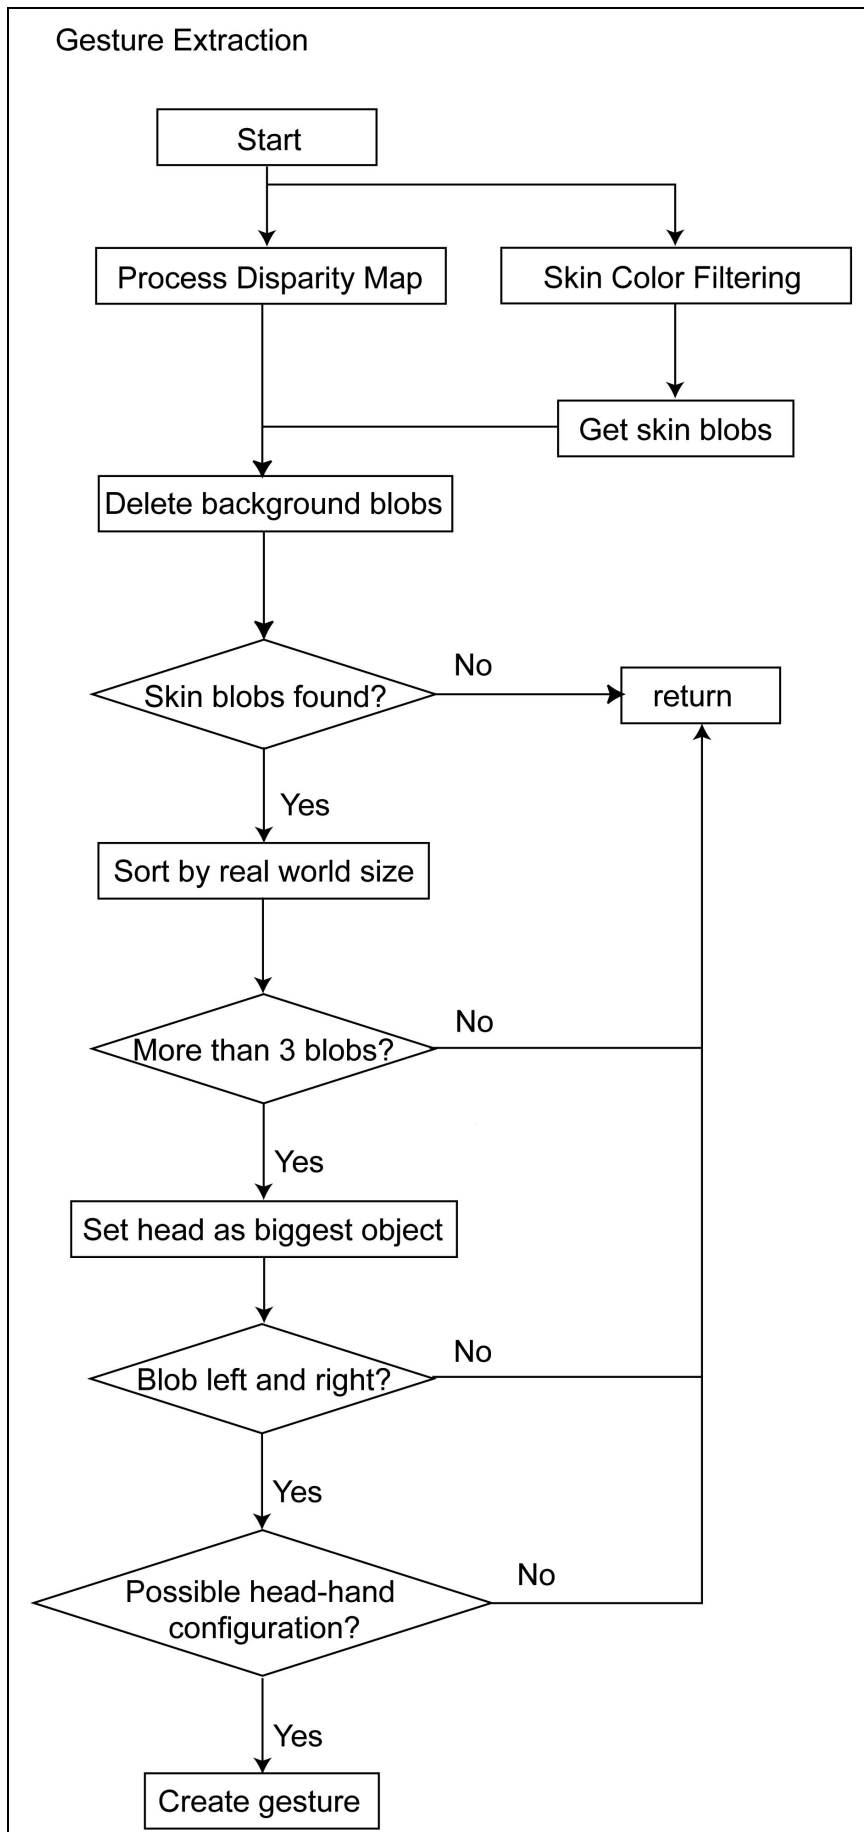 Gesture Extraction
Start
Process Disparity Map
Skin Color Filtering
Get skin blobs
Delete background blobs
Skin blobs found?
No
return
Yes
Sort by real world size
More than 3 blobs?
No
Yes
Set head as biggest object
Blob left and right?
No
Yes
Possible head-hand
configuration?
No
Yes
Create gesture